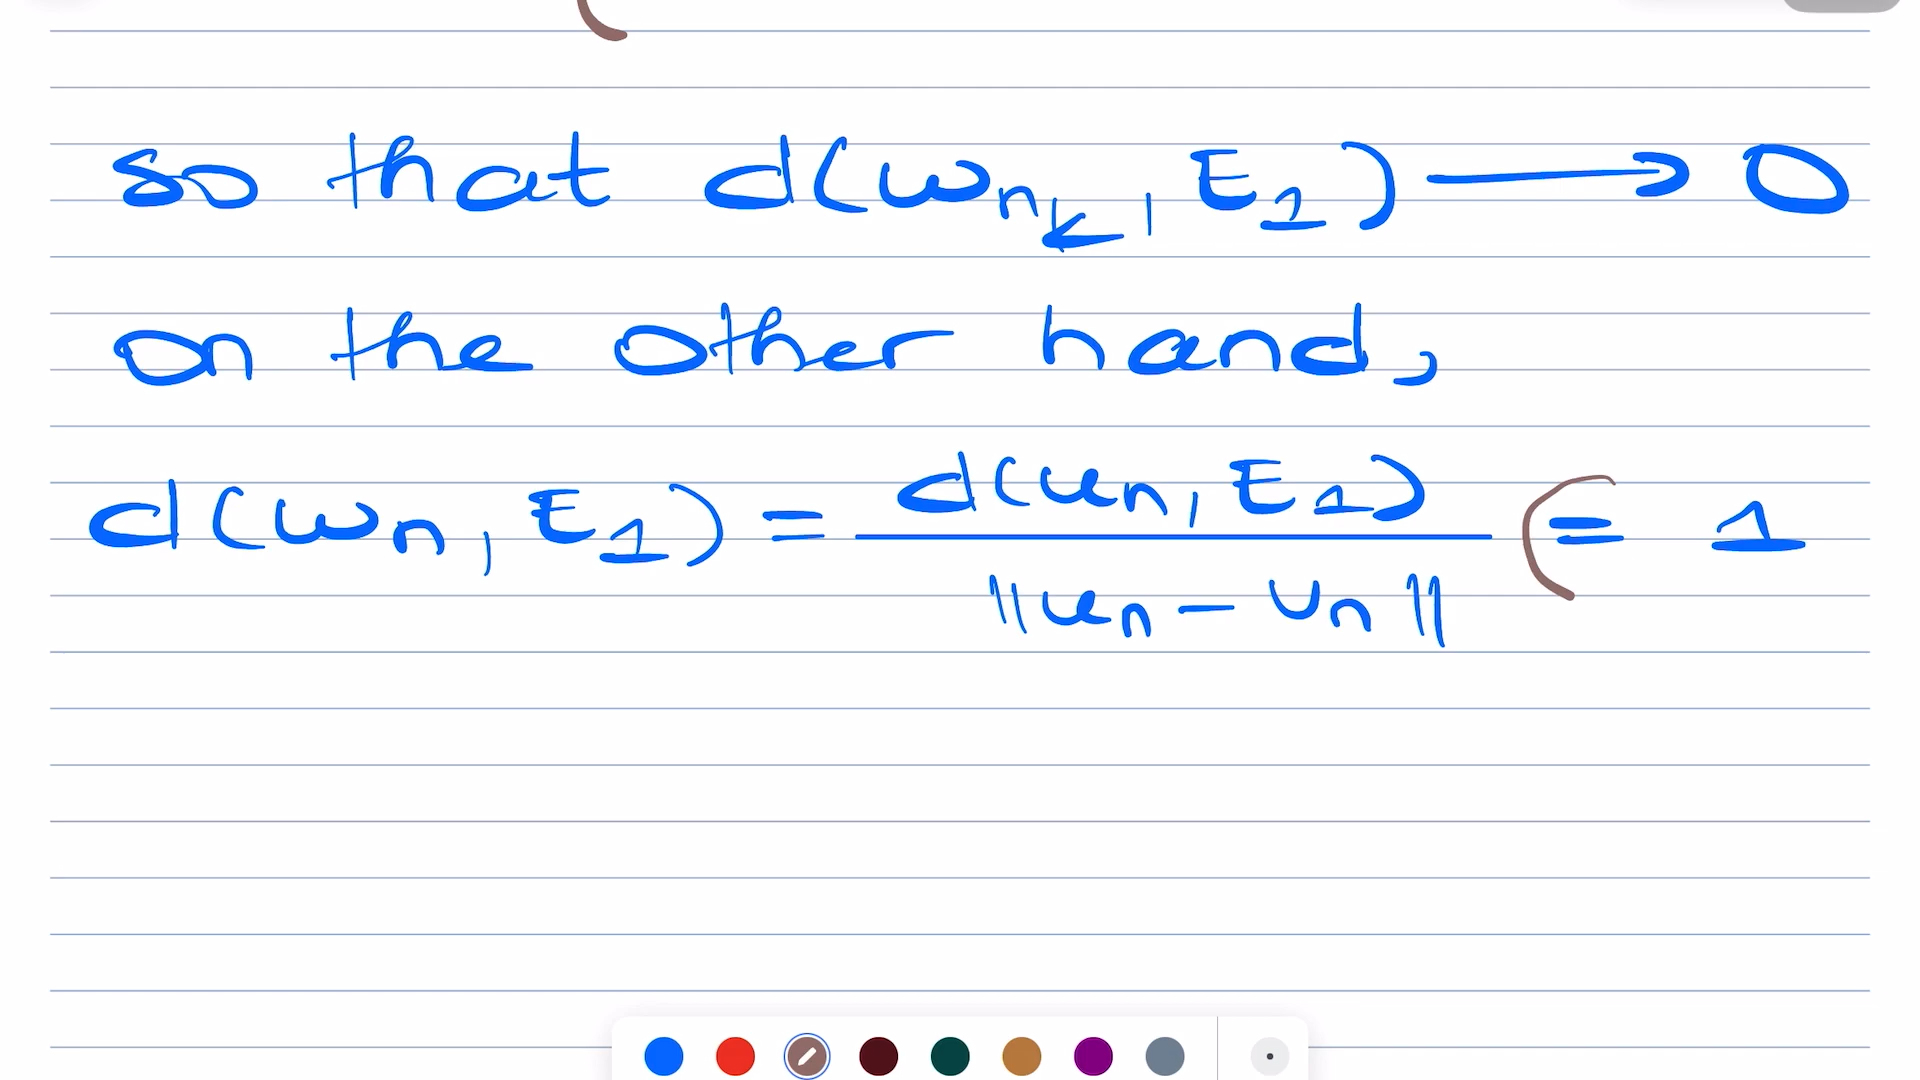 so that d(w_{n_k}, E_1) ⟶ 0
on the other hand,
d(w_n, E_1) = d(u_n, E_1) / ||u_n - v_n|| ( = 1